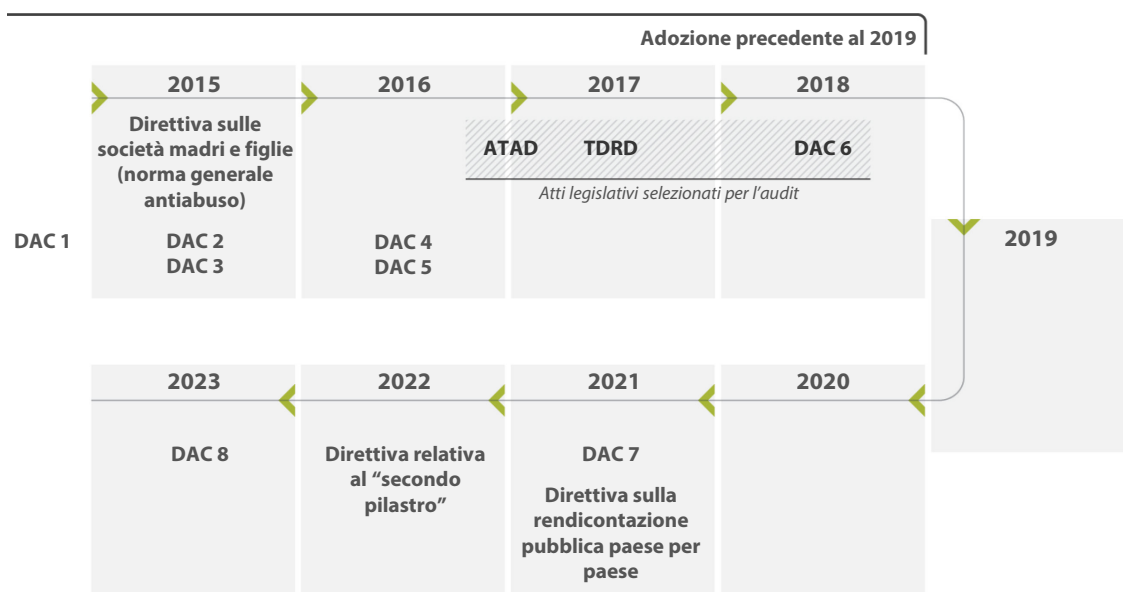 Adozione precedente al 2019
2015
2016
2017
2018
Direttiva sulle
società madri e figlie
(norma generale
antiabuso)
ATAD
TDRD
DAC 6
Atti legislativi selezionati per l’audit
DAC 1
DAC 2
DAC 3
DAC 4
DAC 5
2019
2023
2022
2021
2020
DAC 8
Direttiva relativa
al “secondo
pilastro”
DAC 7
Direttiva sulla
rendicontazione
pubblica paese per
paese